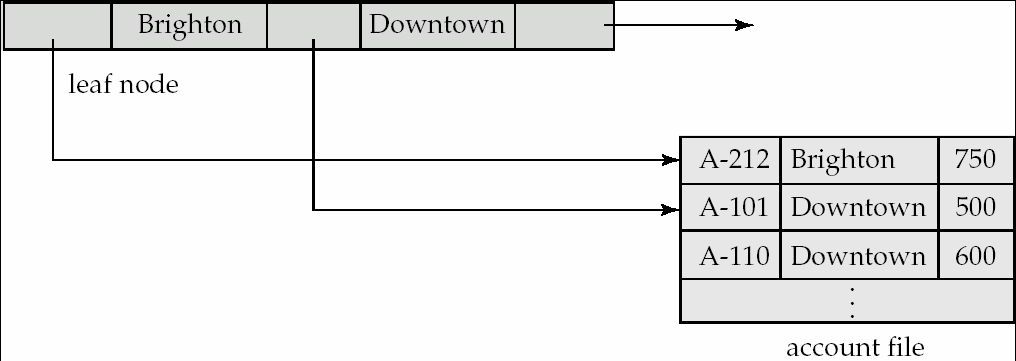 Brighton Downtown
leaf node
A-212 Brighton 750
A-101 Downtown 500
A-110 Downtown 600
account file